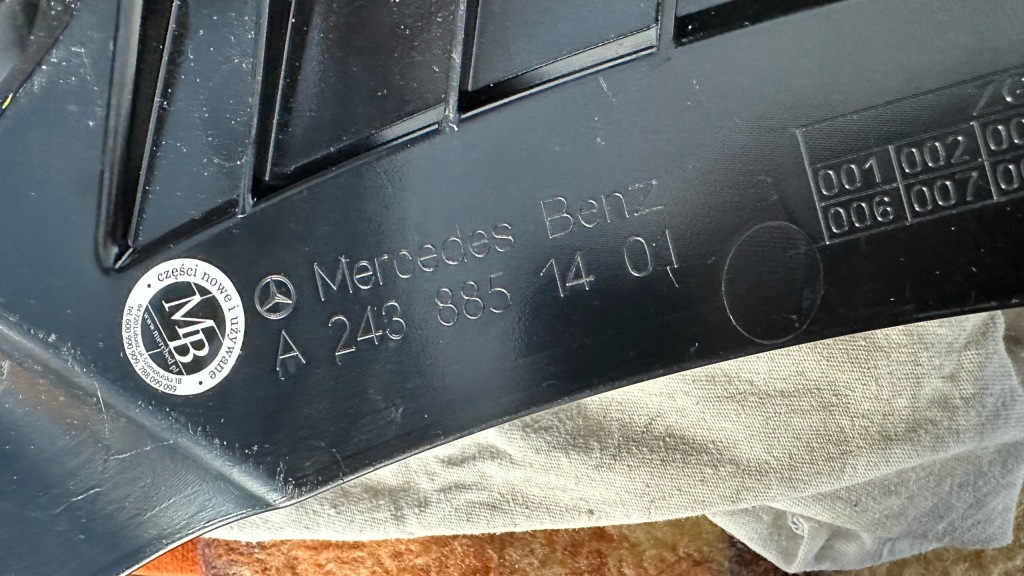 Mercedes Benz
A 243 885 14 01
części nowe i używane
MB
001 002
006 007